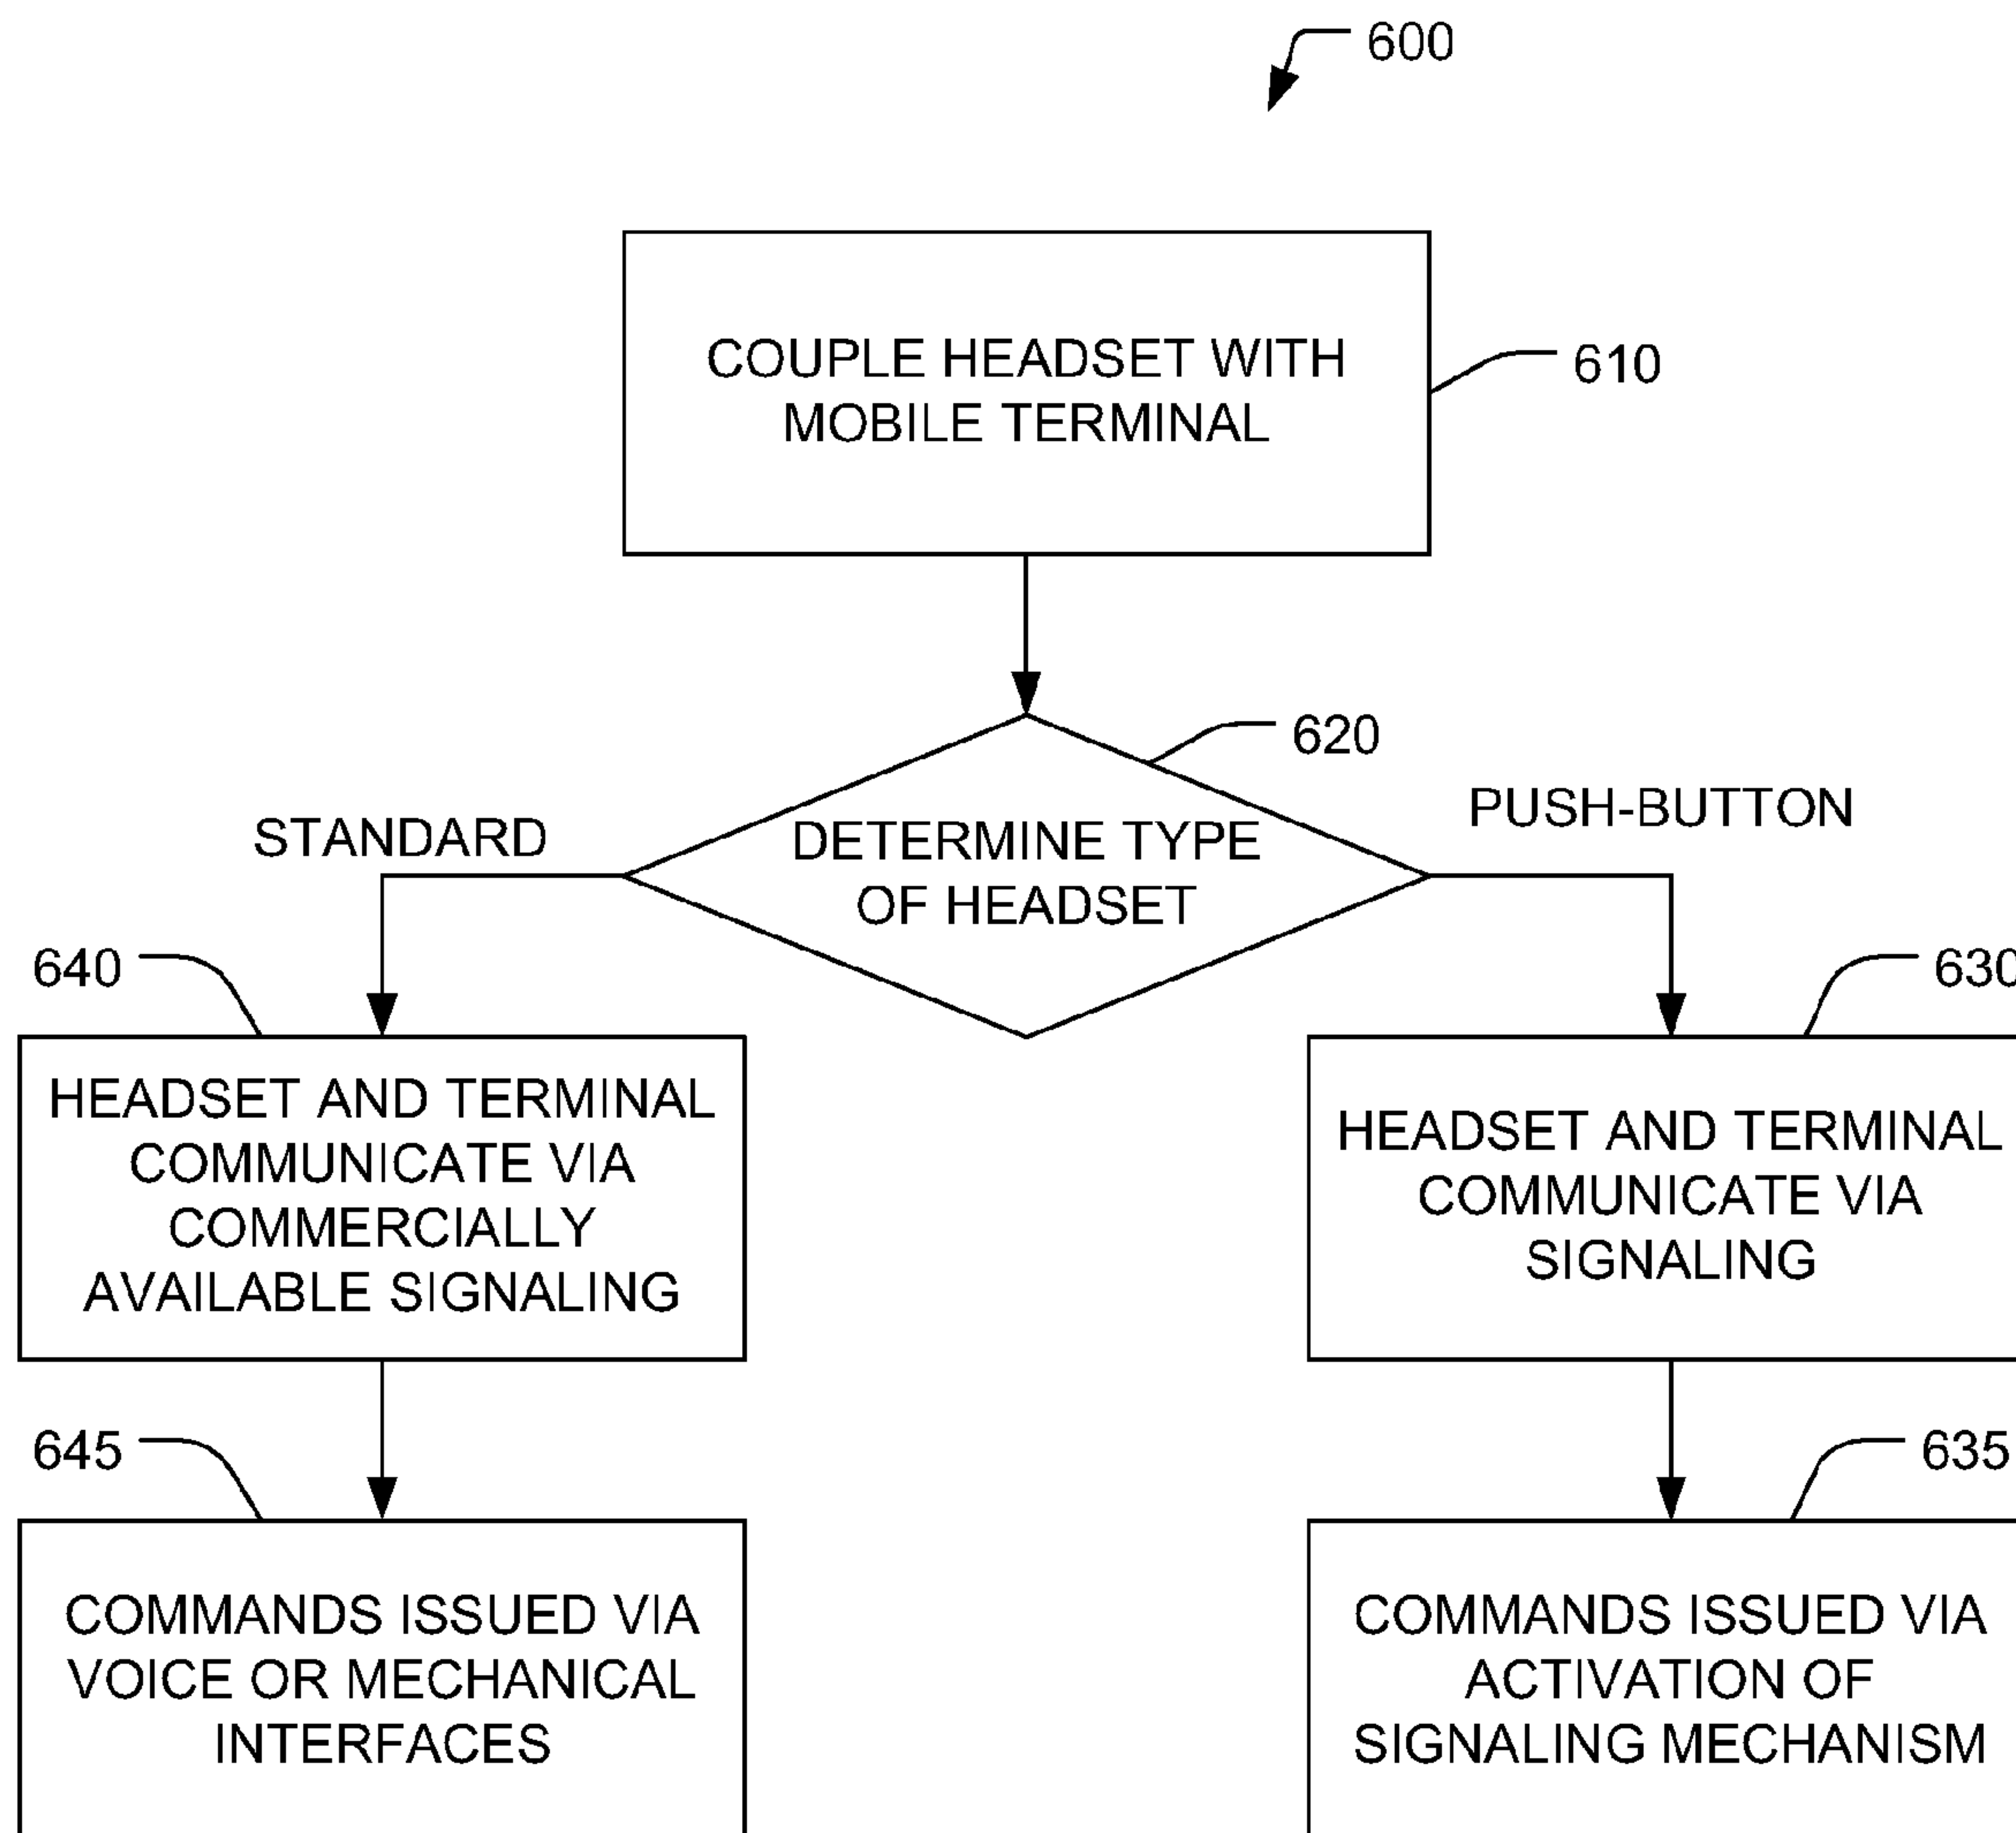 600
COUPLE HEADSET WITH
MOBILE TERMINAL
610
620
DETERMINE TYPE
OF HEADSET
STANDARD
PUSH-BUTTON
640
HEADSET AND TERMINAL
COMMUNICATE VIA
COMMERCIALLY
AVAILABLE SIGNALING
630
HEADSET AND TERMINAL
COMMUNICATE VIA
SIGNALING
645
COMMANDS ISSUED VIA
VOICE OR MECHANICAL
INTERFACES
635
COMMANDS ISSUED VIA
ACTIVATION OF
SIGNALING MECHANISM